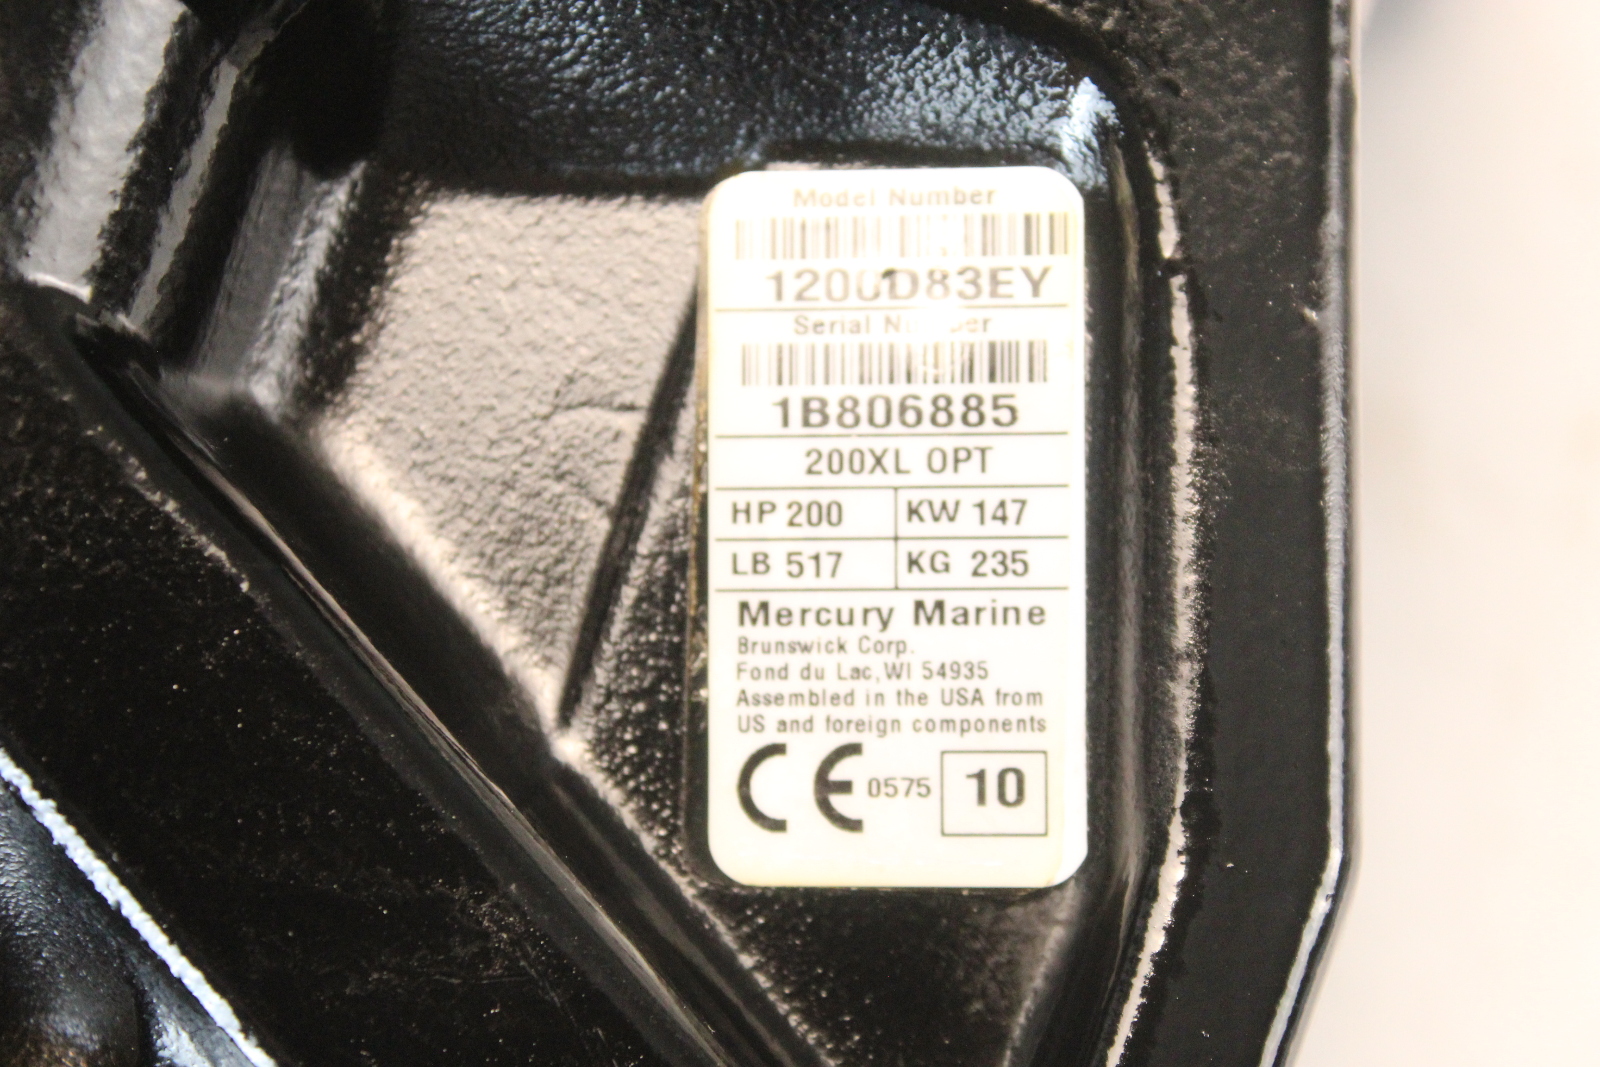 Model Number
Serial Number
1B806885
200XL OPT
HP 200 KW 147
LB 517 KG 235
Mercury Marine
Brunswick Corp.
Fond du Lac, WI 54935
Assembled in the USA from
US and foreign components
CE 0575 10